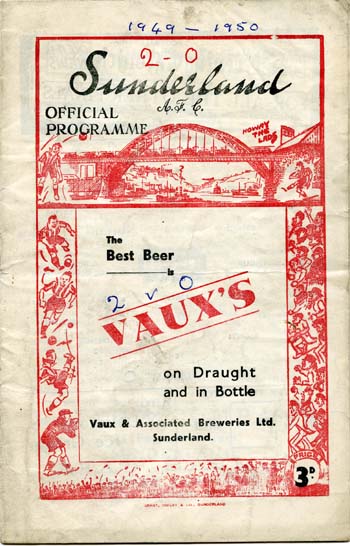 1949 - 1950
2-0
Sunderland
A.F.C.
OFFICIAL
PROGRAMME
HOWAY
THE
LADS
The
Best Beer
is
2 v 0
VAUX'S
on Draught
and in Bottle
Vaux & Associated Breweries Ltd.
Sunderland.
PRICE
3D